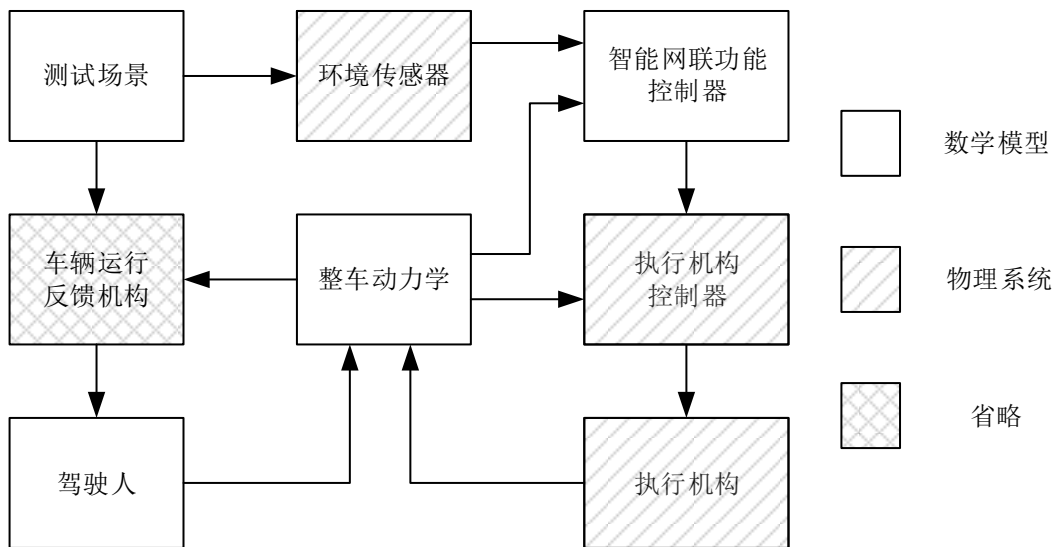 测试场景
环境传感器
智能网联功能
控制器
数学模型
车辆运行
反馈机构
整车动力学
执行机构
控制器
物理系统
驾驶人
执行机构
省略